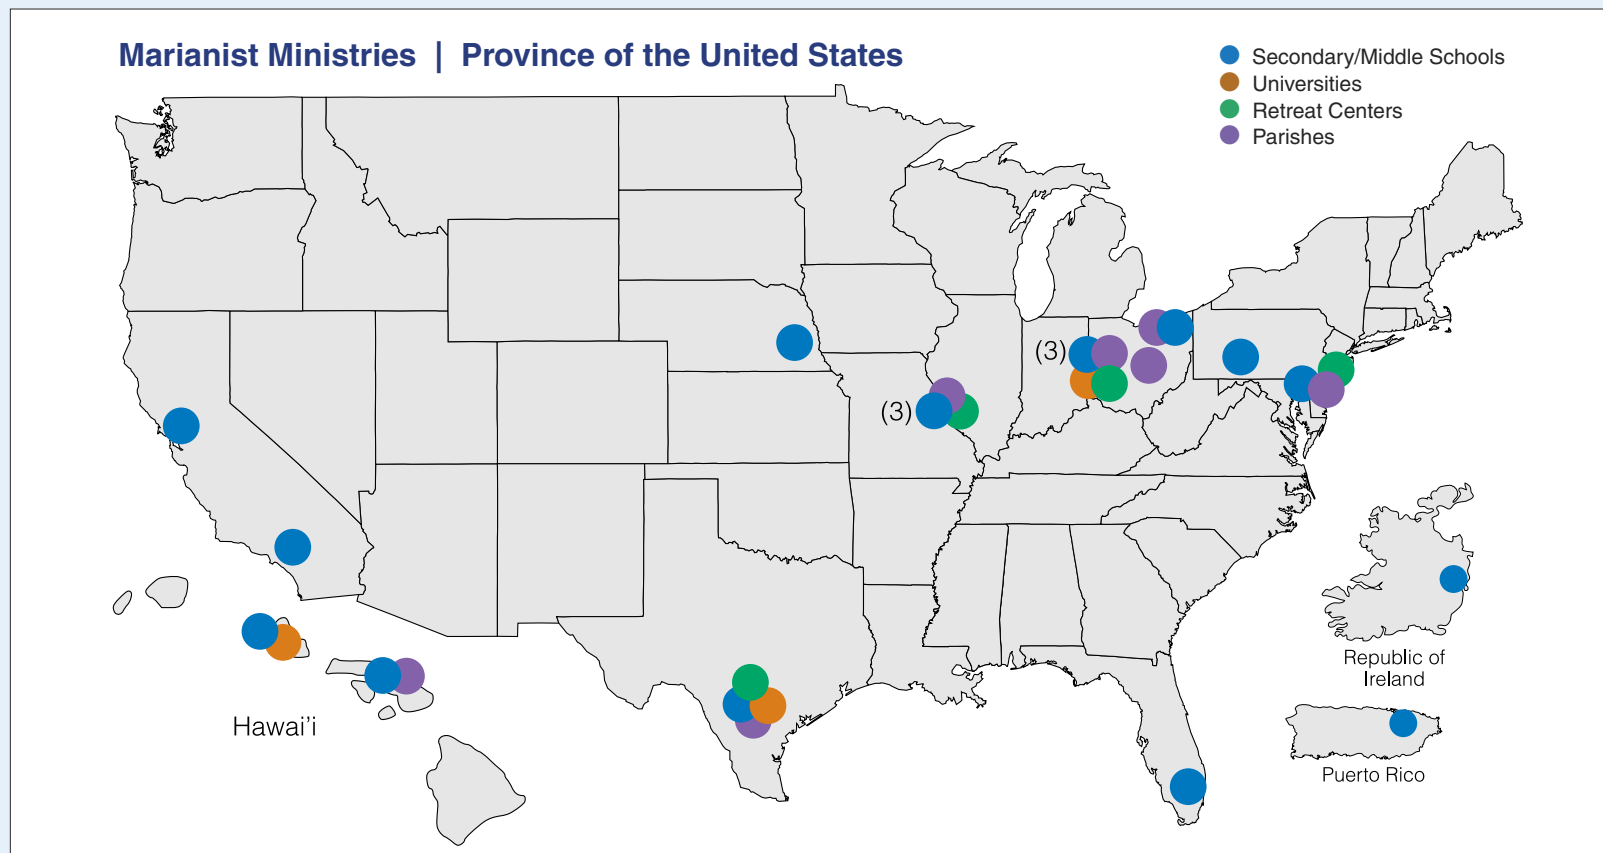 Marianist Ministries | Province of the United States
Secondary/Middle Schools
Universities
Retreat Centers
Parishes
(3)
(3)
Hawai'i
Republic of
Ireland
Puerto Rico